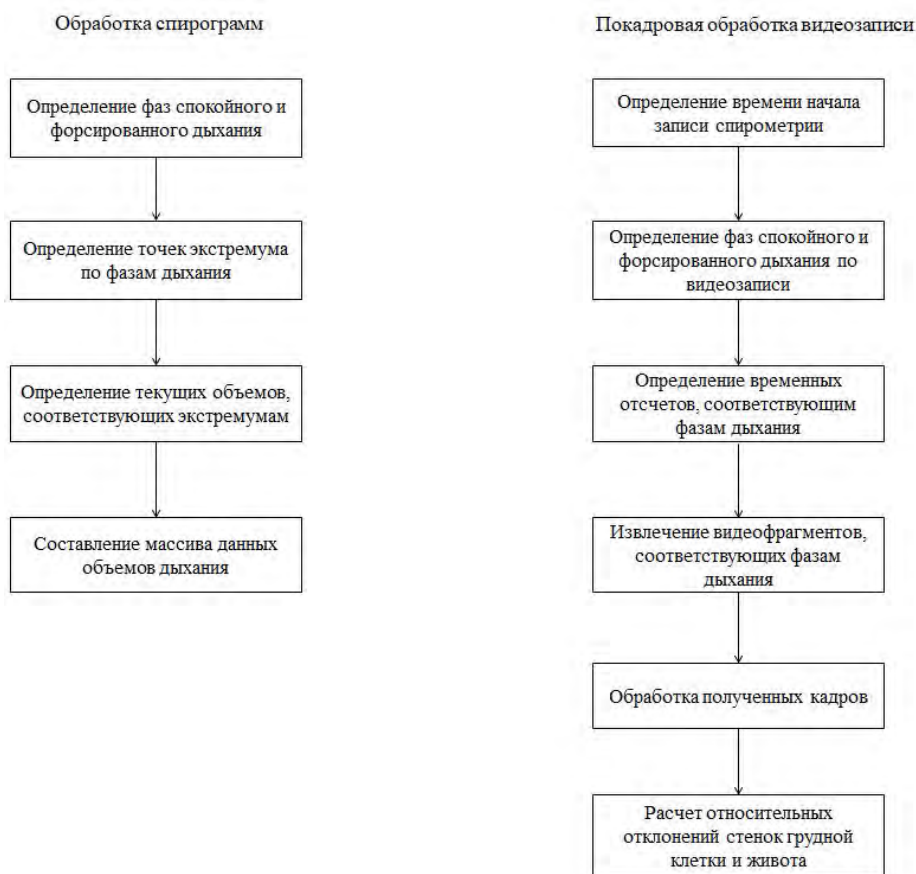 Обработка спирограмм
Определение фаз спокойного и
форсированного дыхания
Определение точек экстремума
по фазам дыхания
Определение текущих объемов,
соответствующих экстремумам
Составление массива данных
объемов дыхания
Покадровая обработка видеозаписи
Определение времени начала
записи спирометрии
Определение фаз спокойного и
форсированного дыхания по
видеозаписи
Определение временных
отсчетов, соответствующим
фазам дыхания
Извлечение видеофрагментов,
соответствующих фазам
дыхания
Обработка полученных кадров
Расчет относительных
отклонений стенок грудной
клетки и живота